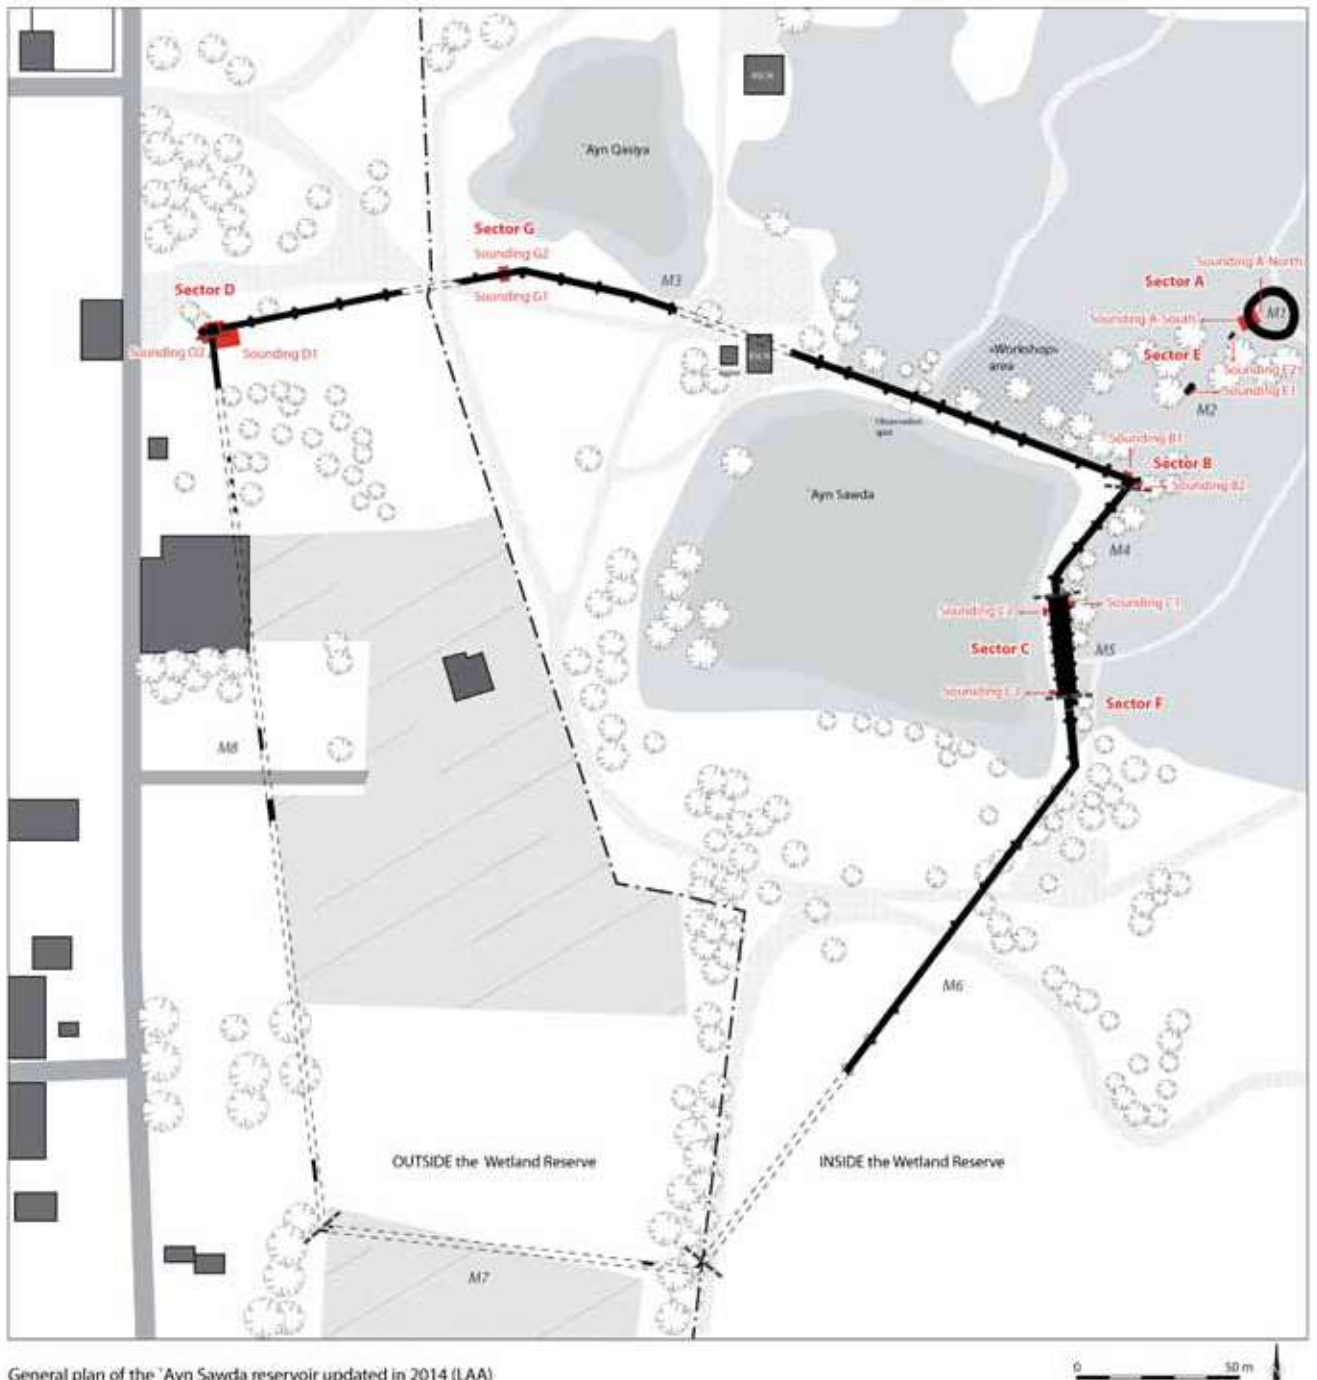 `Ayn Qasiya
Sector G
Sounding G2
Sounding G1
M3
Sector D
Sounding D2
Sounding D1
Sounding A-North
Sector A
M1
Sounding A-South
«Workshop»
area
Sector E
Sounding E2
Sounding E1
M2
Observation
spot
Sounding B1
Sector B
Sounding B2
`Ayn Sawda
M4
Sounding C2
Sounding C1
Sector C
M5
Sounding C3
Sector F
M8
M6
OUTSIDE the Wetland Reserve
INSIDE the Wetland Reserve
M7
General plan of the `Ayn Sawda reservoir updated in 2014 (LAA)
0
50 m